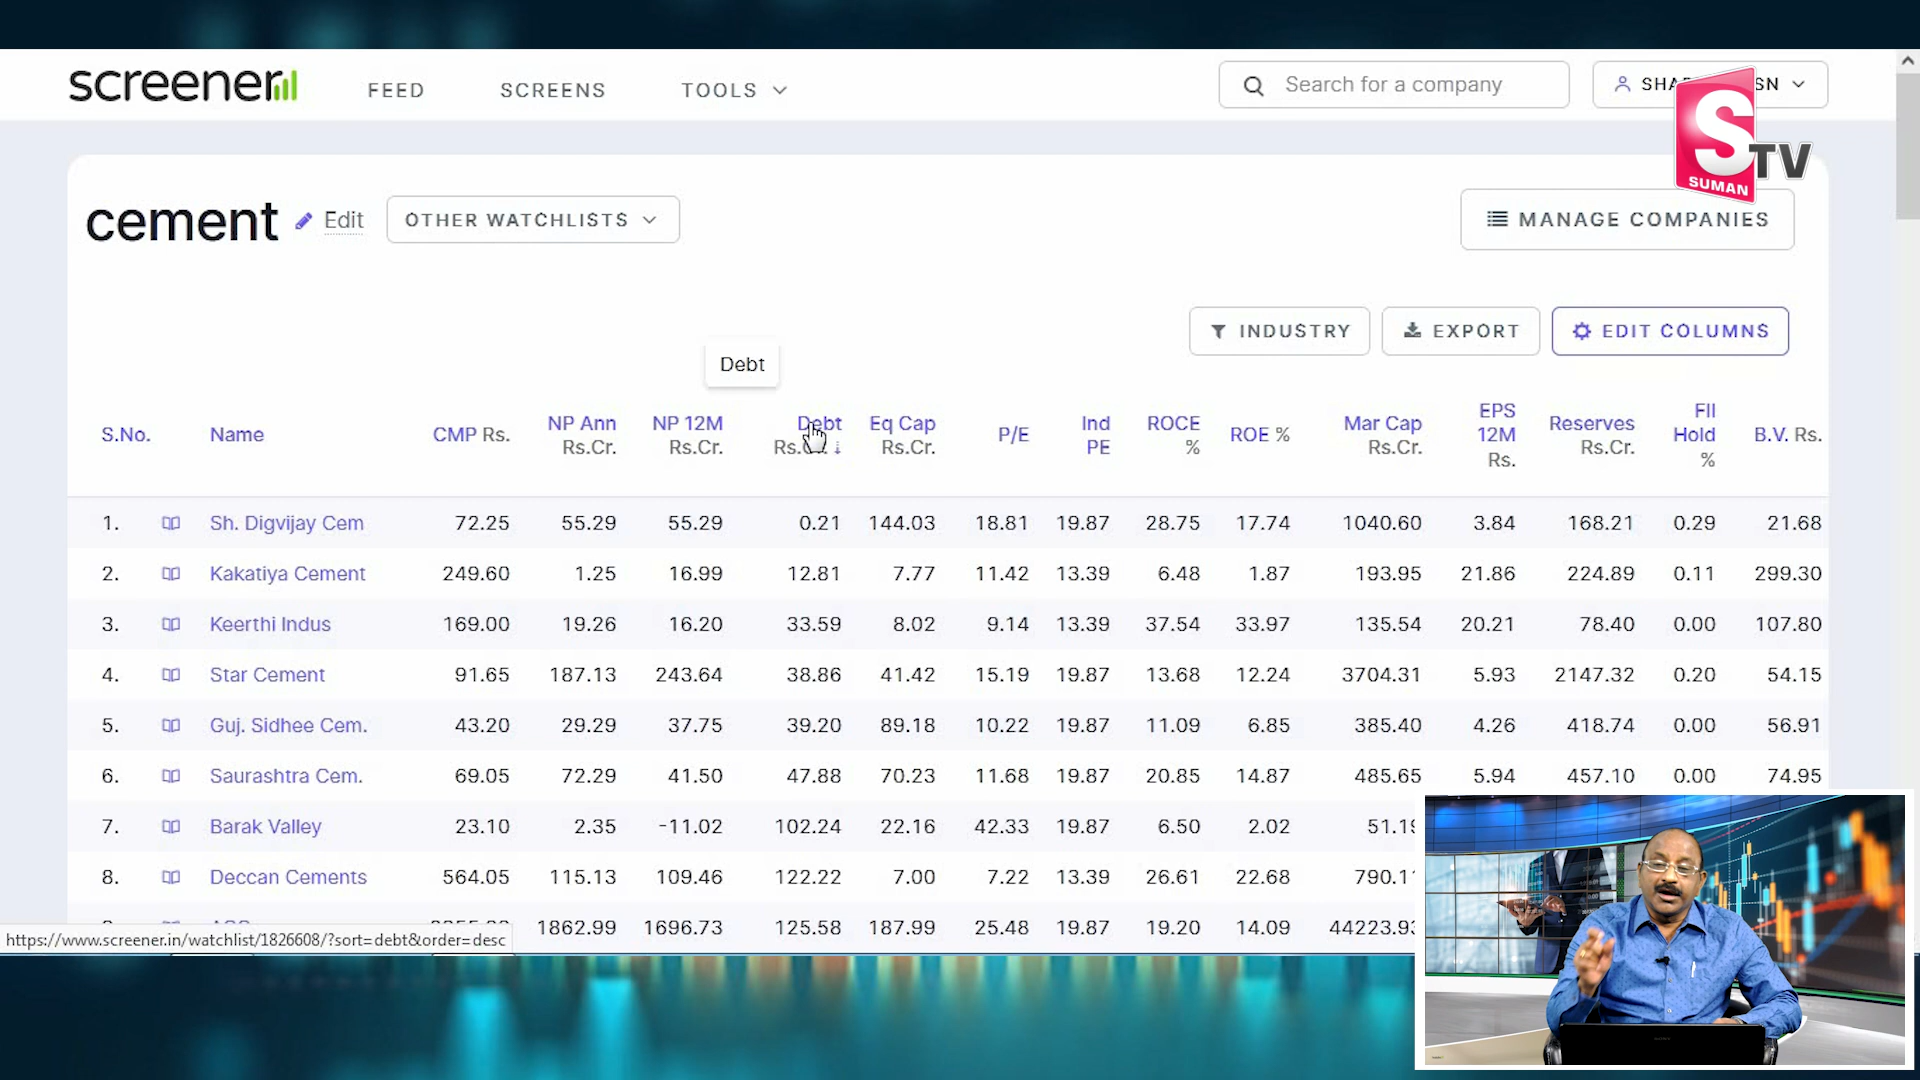 screener
FEED SCREENS TOOLS
Search for a company
SUMAN
S TV
cement Edit OTHER WATCHLISTS MANAGE COMPANIES
INDUSTRY EXPORT EDIT COLUMNS
Debt
S.No. Name CMP Rs. NP Ann Rs.Cr. NP 12M Rs.Cr. Debt Eq Cap Rs.Cr. P/E Ind PE ROCE % ROE % Mar Cap Rs.Cr. EPS 12M Rs. Reserves Rs.Cr. FII Hold % B.V. Rs.
1. Sh. Digvijay Cem 72.25 55.29 55.29 0.21 144.03 18.81 19.87 28.75 17.74 1040.60 3.84 168.21 0.29 21.68
2. Kakatiya Cement 249.60 1.25 16.99 12.81 7.77 11.42 13.39 6.48 1.87 193.95 21.86 224.89 0.11 299.30
3. Keerthi Indus 169.00 19.26 16.20 33.59 8.02 9.14 13.39 37.54 33.97 135.54 20.21 78.40 0.00 107.80
4. Star Cement 91.65 187.13 243.64 38.86 41.42 15.19 19.87 13.68 12.24 3704.31 5.93 2147.32 0.20 54.15
5. Guj. Sidhee Cem. 43.20 29.29 37.75 39.20 89.18 10.22 19.87 11.09 6.85 385.40 4.26 418.74 0.00 56.91
6. Saurashtra Cem. 69.05 72.29 41.50 47.88 70.23 11.68 19.87 20.85 14.87 485.65 5.94 457.10 0.00 74.95
7. Barak Valley 23.10 2.35 -11.02 102.24 22.16 42.33 19.87 6.50 2.02
8. Deccan Cements 564.05 115.13 109.46 122.22 7.00 7.22 13.39 26.61 22.68
1862.99 1696.73 125.58 187.99 25.48 19.87 19.20 14.09
https://www.screener.in/watchlist/1826608/?sort=debt&order=desc